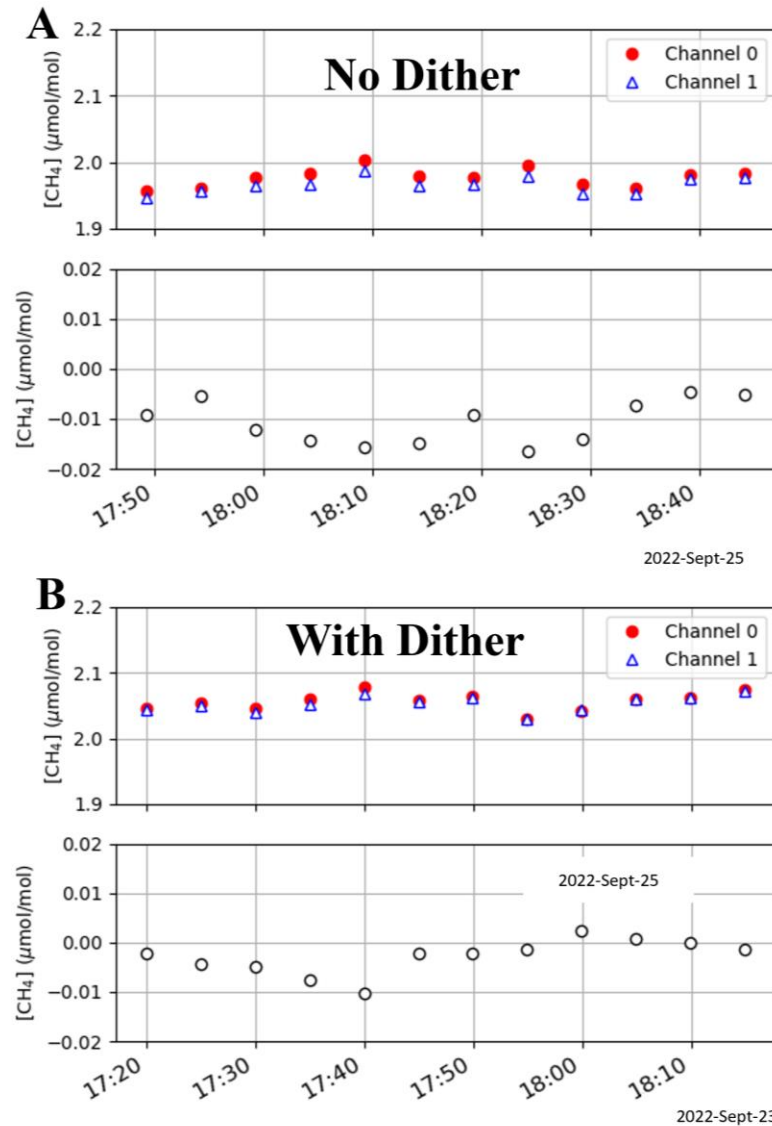 A
No Dither
Channel 0
Channel 1
[CH₄] (μmol/mol)
2.2
2.1
2.0
1.9
[CH₄] (μmol/mol)
0.02
0.01
0.00
−0.01
−0.02
17:50 18:00 18:10 18:20 18:30 18:40
2022-Sept-25
B
With Dither
Channel 0
Channel 1
[CH₄] (μmol/mol)
2.2
2.1
2.0
1.9
[CH₄] (μmol/mol)
0.02
0.01
0.00
−0.01
−0.02
2022-Sept-25
17:20 17:30 17:40 17:50 18:00 18:10
2022-Sept-23